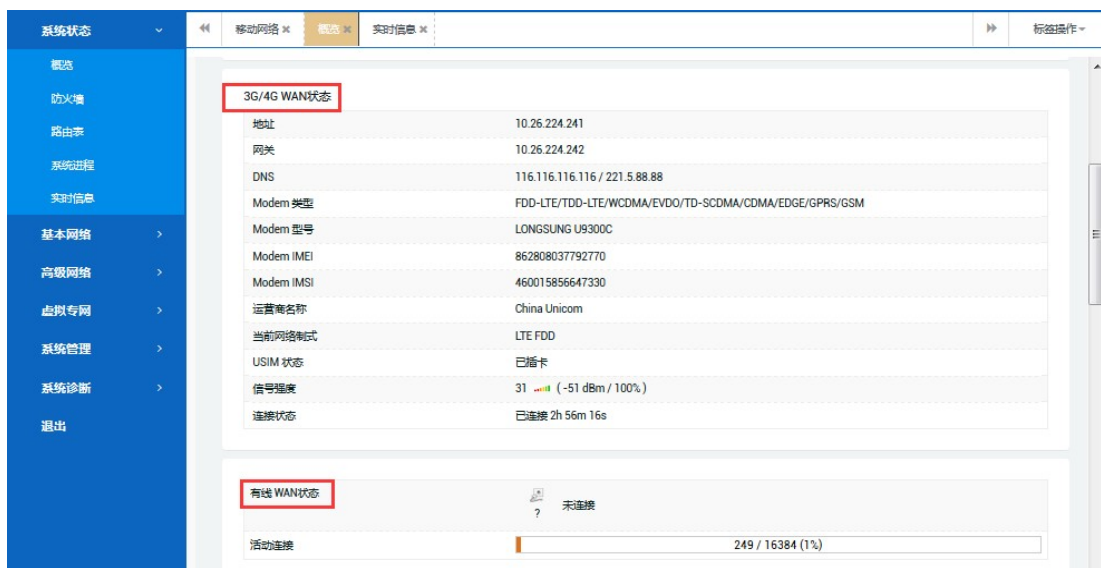 系统状态
概览
防火墙
路由表
系统进程
实时信息
基本网络
高级网络
虚拟专网
系统管理
系统诊断
退出
移动网络 概览 实时信息 标签操作
3G/4G WAN状态
地址 10.26.224.241
网关 10.26.224.242
DNS 116.116.116.116 / 221.5.88.88
Modem 类型 FDD-LTE/TDD-LTE/WCDMA/EVDO/TD-SCDMA/CDMA/EDGE/GPRS/GSM
Modem 型号 LONGSUNG U9300C
Modem IMEI 862808037792770
Modem IMSI 460015856647330
运营商名称 China Unicom
当前网络制式 LTE FDD
USIM 状态 已插卡
信号强度 31 (-51 dBm / 100%)
连接状态 已连接 2h 56m 16s
有线 WAN状态 ? 未连接
活动连接 249 / 16384 (1%)